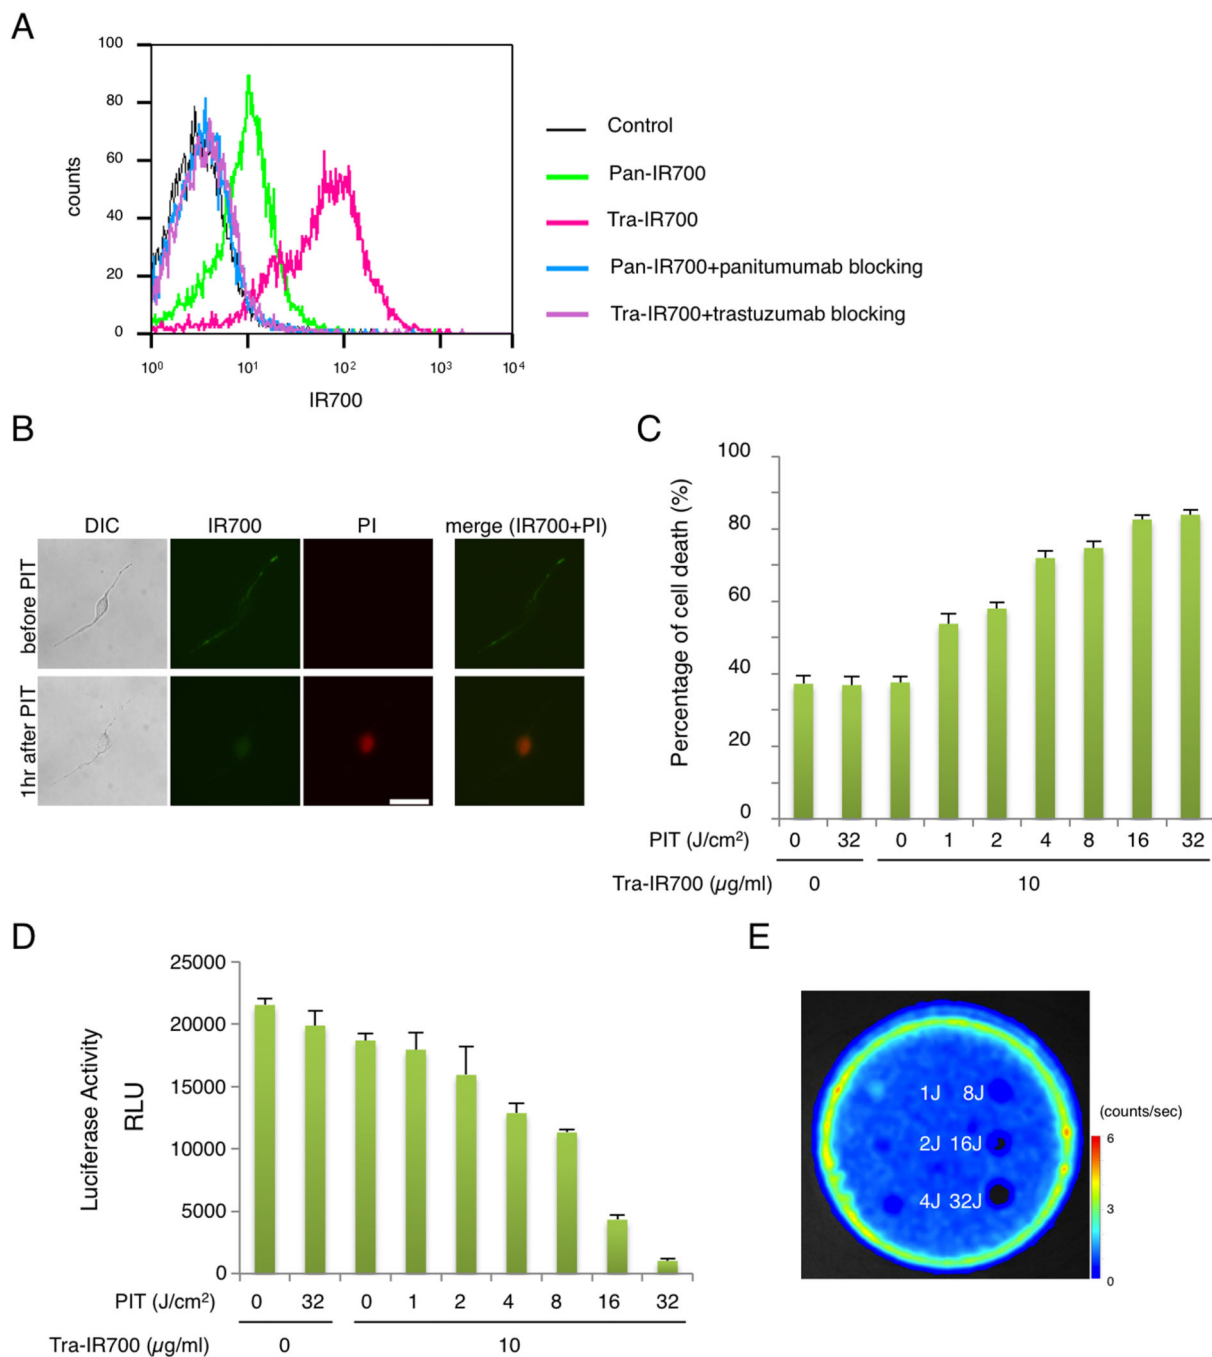 A
100
80
60
40
20
0
counts
10⁰ 10¹ 10² 10³ 10⁴
IR700
Control
Pan-IR700
Tra-IR700
Pan-IR700+panitumumab blocking
Tra-IR700+trastuzumab blocking
B
DIC IR700 PI merge (IR700+PI)
before PIT
1hr after PIT
C
Percentage of cell death (%)
100
80
60
40
20
0
PIT (J/cm²) 0 32 0 1 2 4 8 16 32
Tra-IR700 (µg/ml) 0 10
D
Luciferase Activity
RLU
25000
20000
15000
10000
5000
0
PIT (J/cm²) 0 32 0 1 2 4 8 16 32
Tra-IR700 (µg/ml) 0 10
E
1J 8J
2J 16J
4J 32J
(counts/sec)
6
3
0